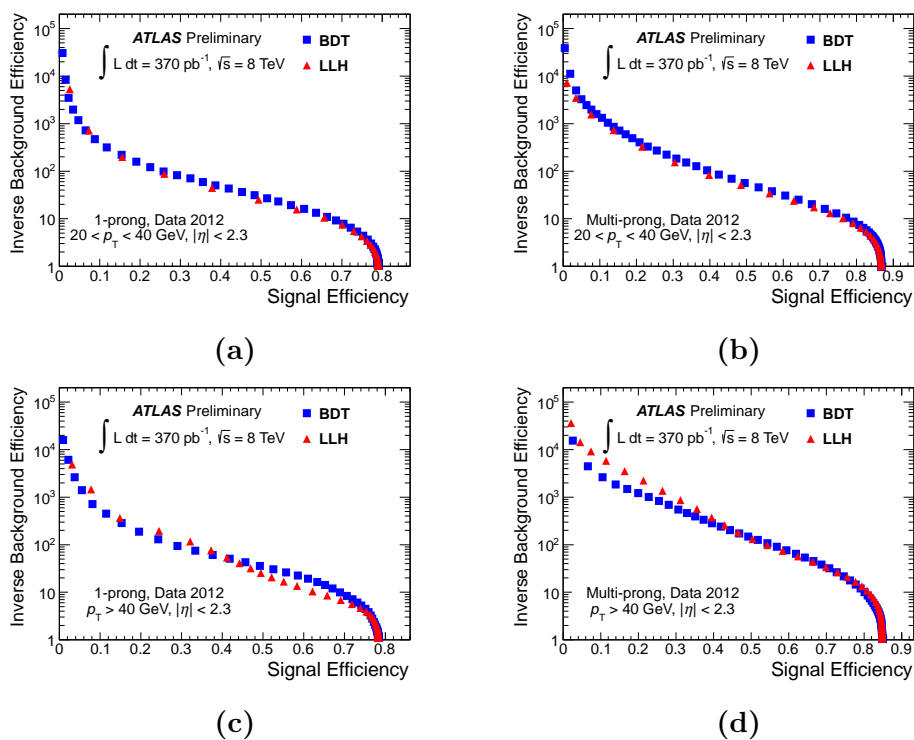 Inverse Background Efficiency
10⁵
10⁴
10³
10²
10
1
ATLAS Preliminary
∫ L dt = 370 pb⁻¹, √s = 8 TeV
BDT
LLH
1-prong, Data 2012
20 < p_T < 40 GeV, |η| < 2.3
0 0.1 0.2 0.3 0.4 0.5 0.6 0.7 0.8
Signal Efficiency
(a)
Inverse Background Efficiency
10⁵
10⁴
10³
10²
10
1
ATLAS Preliminary
∫ L dt = 370 pb⁻¹, √s = 8 TeV
BDT
LLH
Multi-prong, Data 2012
20 < p_T < 40 GeV, |η| < 2.3
0 0.1 0.2 0.3 0.4 0.5 0.6 0.7 0.8 0.9
Signal Efficiency
(b)
Inverse Background Efficiency
10⁵
10⁴
10³
10²
10
1
ATLAS Preliminary
∫ L dt = 370 pb⁻¹, √s = 8 TeV
BDT
LLH
1-prong, Data 2012
p_T > 40 GeV, |η| < 2.3
0 0.1 0.2 0.3 0.4 0.5 0.6 0.7 0.8
Signal Efficiency
(c)
Inverse Background Efficiency
10⁵
10⁴
10³
10²
10
1
ATLAS Preliminary
∫ L dt = 370 pb⁻¹, √s = 8 TeV
BDT
LLH
Multi-prong, Data 2012
p_T > 40 GeV, |η| < 2.3
0 0.1 0.2 0.3 0.4 0.5 0.6 0.7 0.8 0.9
Signal Efficiency
(d)